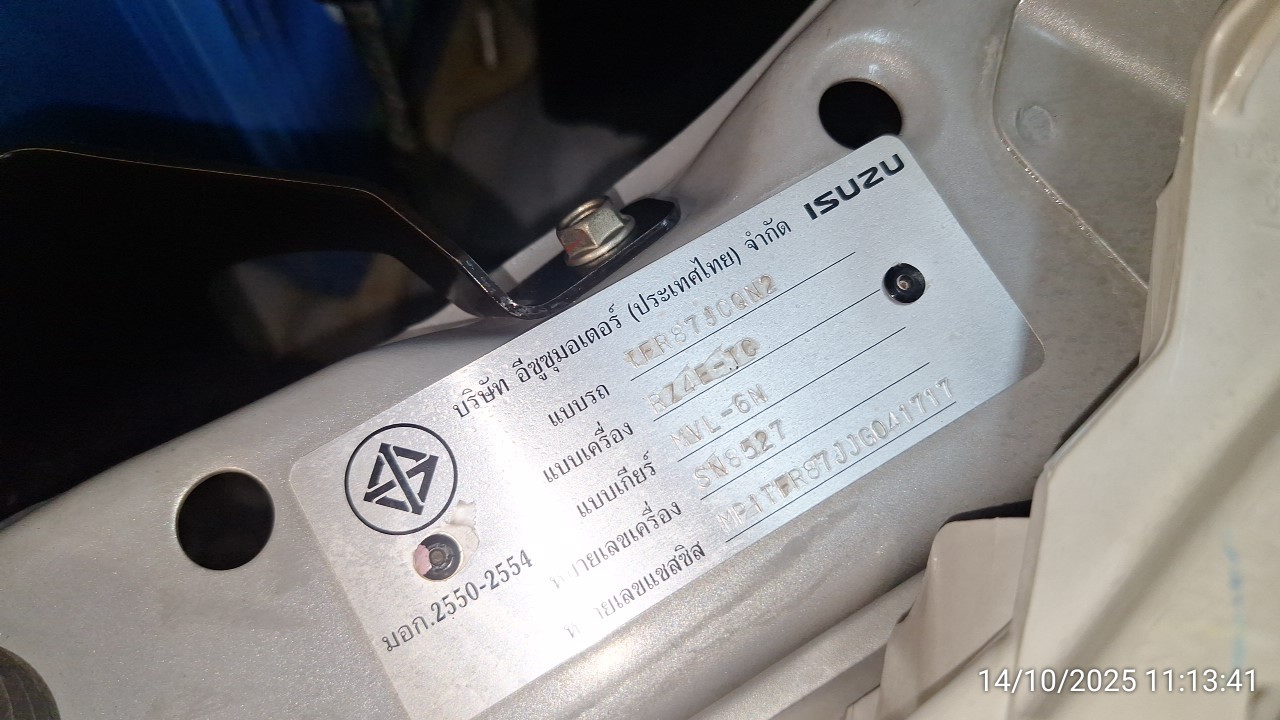 ISUZU
บริษัท อีซูซุมอเตอร์ (ประเทศไทย) จำกัด
แบบรถ TFR87JCGN2
แบบเครื่อง RZ4E-TC
แบบเกียร์ MVL-6N
หมายเลขเครื่อง SN8527
หมายเลขแชสซิส MP1TFR87JJG041717
มอก.2550-2554
14/10/2025 11:13:41